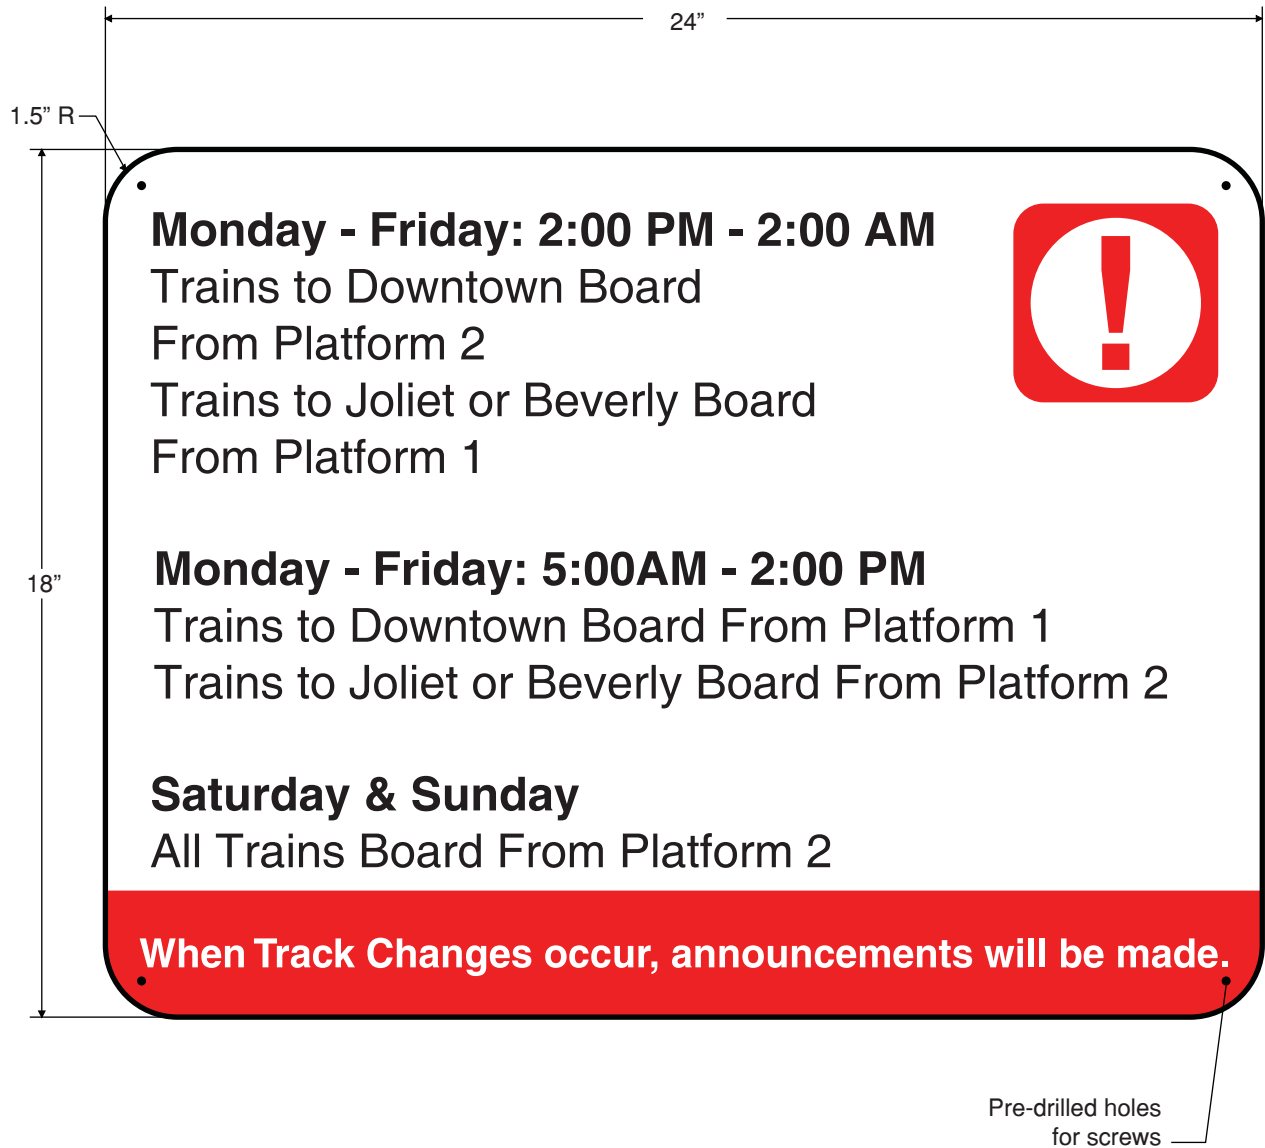 24”
1.5” R
Monday - Friday: 2:00 PM - 2:00 AM
Trains to Downtown Board
From Platform 2
Trains to Joliet or Beverly Board
From Platform 1
Monday - Friday: 5:00AM - 2:00 PM
18”
Trains to Downtown Board From Platform 1
Trains to Joliet or Beverly Board From Platform 2
Saturday & Sunday
All Trains Board From Platform 2
When Track Changes occur, announcements will be made.
Pre-drilled holes
for screws